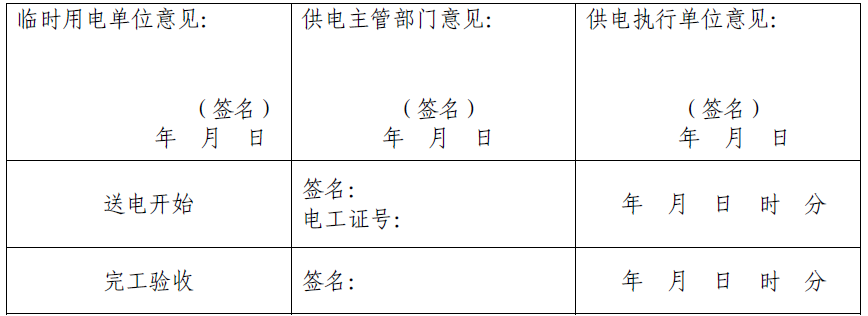 临时用电单位意见：
（签名）
年 月 日
供电主管部门意见：
（签名）
年 月 日
供电执行单位意见：
（签名）
年 月 日
送电开始
签名：
电工证号：
年 月 日 时 分
完工验收
签名：
年 月 日 时 分